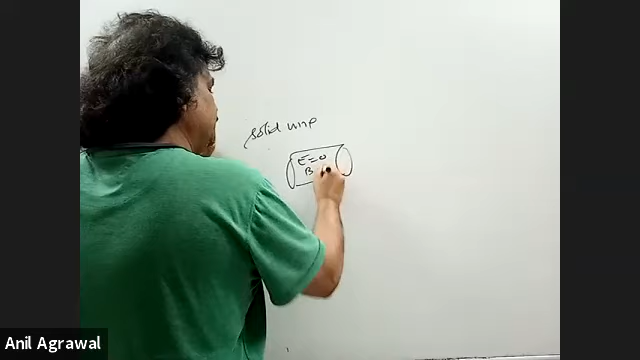 solid wire
E = 0
B
Anil Agrawal